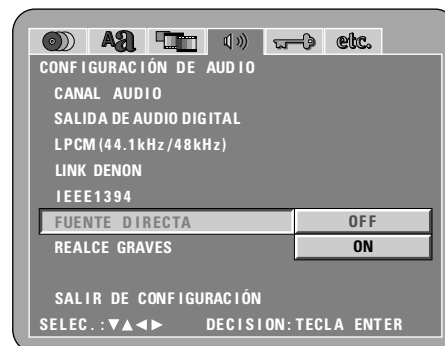 Aa etc.
CONFIGURACIÓN DE AUDIO
CANAL AUDIO
SALIDA DE AUDIO DIGITAL
LPCM (44.1kHz/48kHz)
LINK DENON
IEEE1394
FUENTE DIRECTA OFF
REALCE GRAVES ON
SALIR DE CONFIGURACIÓN
SELEC.:▼▲◄► DECISION:TECLA ENTER